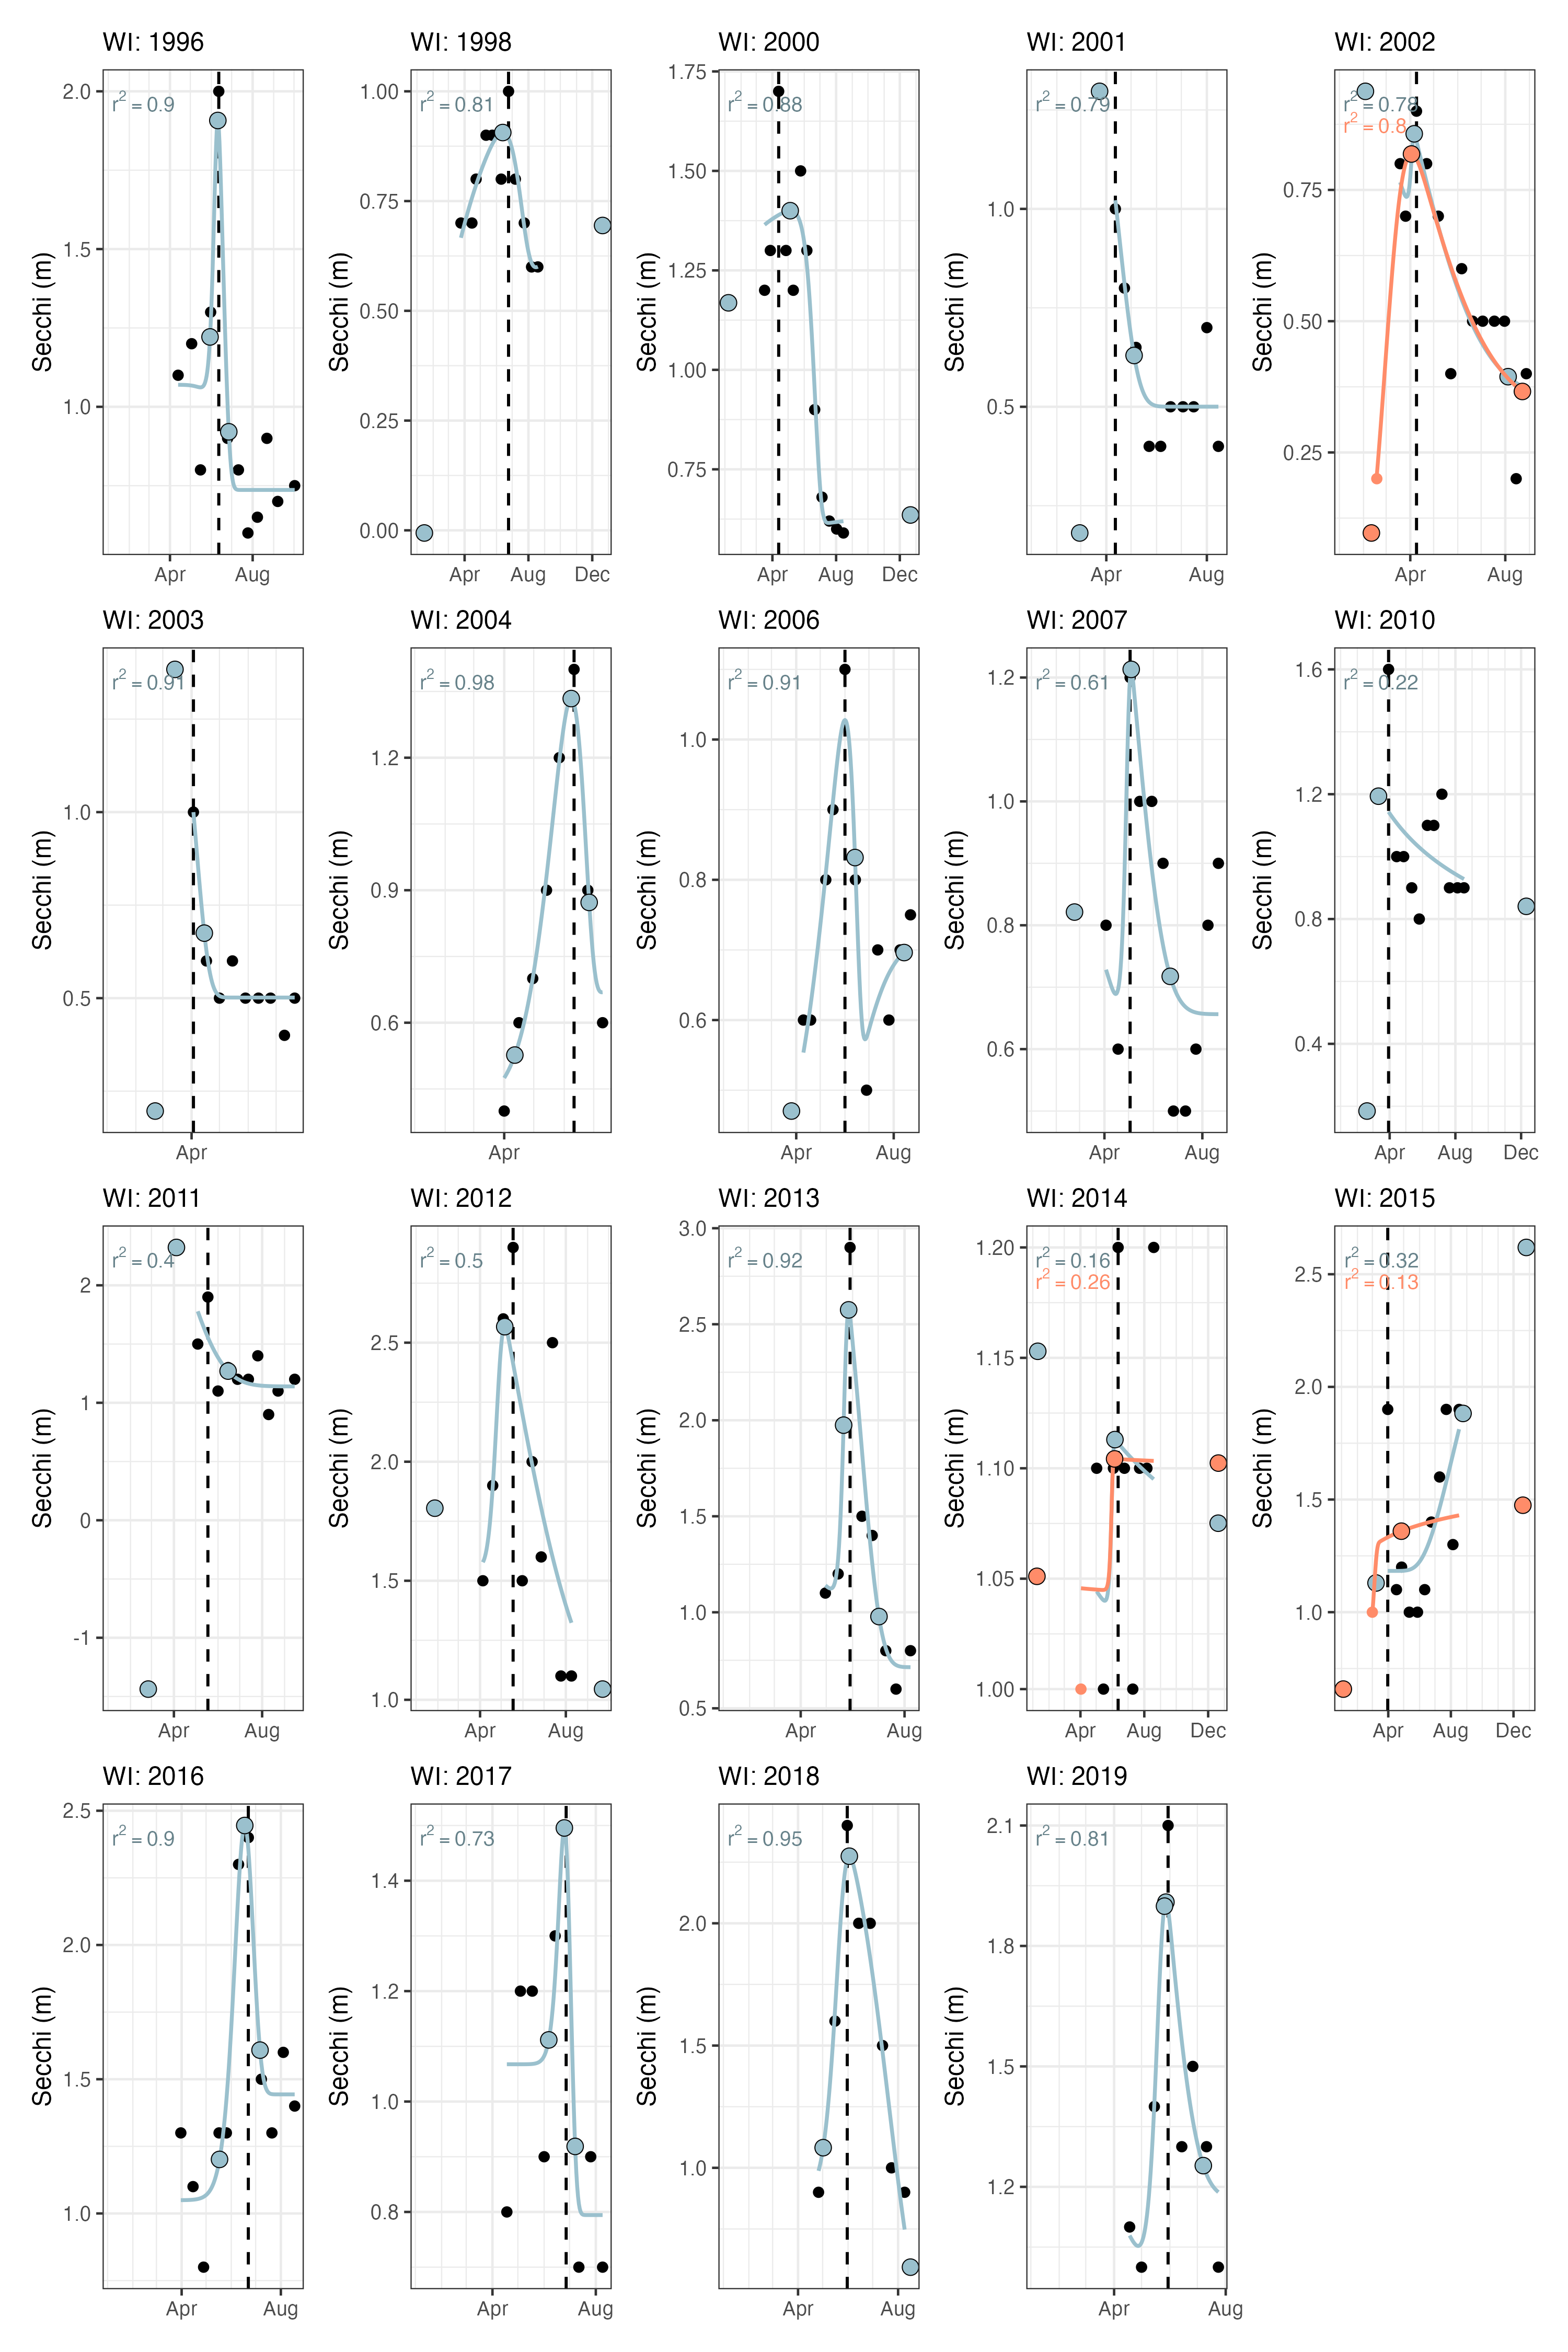 WI: 1996
r² = 0.9
Secchi (m)
2.0
1.5
1.0
Apr Aug
WI: 1998
r² = 0.81
Secchi (m)
1.00
0.75
0.50
0.25
0.00
Apr Aug Dec
WI: 2000
r² = 0.88
Secchi (m)
1.75
1.50
1.25
1.00
0.75
Apr Aug Dec
WI: 2001
r² = 0.79
Secchi (m)
1.0
0.5
Apr Aug
WI: 2002
r² = 0.78
r² = 0.8
Secchi (m)
0.75
0.50
0.25
Apr Aug
WI: 2003
r² = 0.91
Secchi (m)
1.0
0.5
Apr
WI: 2004
r² = 0.98
Secchi (m)
1.2
0.9
0.6
Apr
WI: 2006
r² = 0.91
Secchi (m)
1.0
0.8
0.6
Apr Aug
WI: 2007
r² = 0.61
Secchi (m)
1.2
1.0
0.8
0.6
Apr Aug
WI: 2010
r² = 0.22
Secchi (m)
1.6
1.2
0.8
0.4
Apr Aug Dec
WI: 2011
r² = 0.4
Secchi (m)
2
1
0
-1
Apr Aug
WI: 2012
r² = 0.5
Secchi (m)
2.5
2.0
1.5
1.0
Apr Aug
WI: 2013
r² = 0.92
Secchi (m)
3.0
2.5
2.0
1.5
1.0
0.5
Apr Aug
WI: 2014
r² = 0.16
r² = 0.26
Secchi (m)
1.20
1.15
1.10
1.05
1.00
Apr Aug Dec
WI: 2015
r² = 0.32
r² = 0.13
Secchi (m)
2.5
2.0
1.5
1.0
Apr Aug Dec
WI: 2016
r² = 0.9
Secchi (m)
2.5
2.0
1.5
1.0
Apr Aug
WI: 2017
r² = 0.73
Secchi (m)
1.4
1.2
1.0
0.8
Apr Aug
WI: 2018
r² = 0.95
Secchi (m)
2.0
1.5
1.0
Apr Aug
WI: 2019
r² = 0.81
Secchi (m)
2.1
1.8
1.5
1.2
Apr Aug